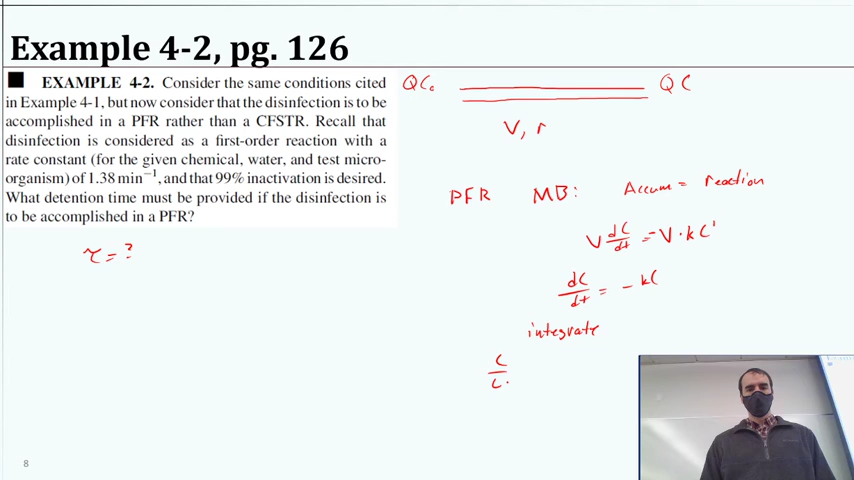 Example 4-2, pg. 126
■ EXAMPLE 4-2. Consider the same conditions cited
in Example 4-1, but now consider that the disinfection is to be
accomplished in a PFR rather than a CFSTR. Recall that
disinfection is considered as a first-order reaction with a
rate constant (for the given chemical, water, and test micro-
organism) of 1.38 min⁻¹, and that 99% inactivation is desired.
What detention time must be provided if the disinfection is
to be accomplished in a PFR?
τ = ?
QC₀ QC
V, r
PFR MB: Accum = reaction
V dC/dt = -V · kC¹
dC/dt = - kC
integrate
C/C₀
8